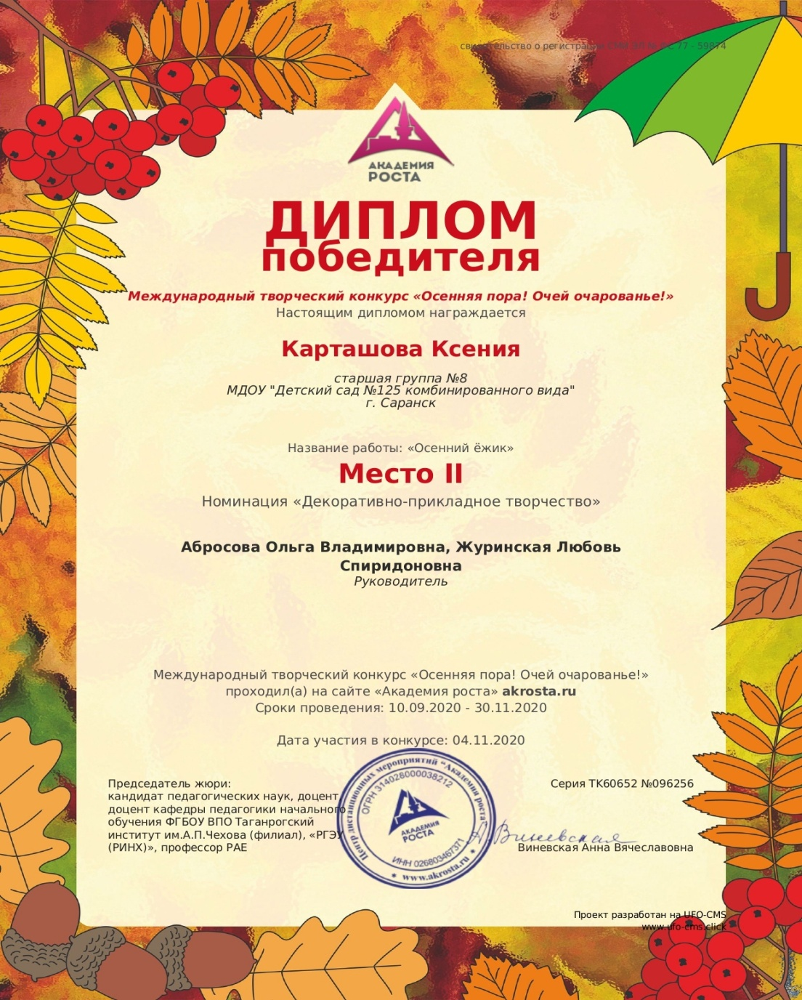 свидетельство о регистрации СМИ ЭЛ № ФС 77 - 59874
АКАДЕМИЯ
РОСТА
ДИПЛОМ
победителя
Международный творческий конкурс «Осенняя пора! Очей очарованье!»
Настоящим дипломом награждается
Карташова Ксения
старшая группа №8
МДОУ "Детский сад №125 комбинированного вида"
г. Саранск
Название работы: «Осенний ёжик»
Место II
Номинация «Декоративно-прикладное творчество»
Абросова Ольга Владимировна, Журинская Любовь
Спиридоновна
Руководитель
Международный творческий конкурс «Осенняя пора! Очей очарованье!»
проходил(а) на сайте «Академия роста» akrosta.ru
Сроки проведения: 10.09.2020 - 30.11.2020
Дата участия в конкурсе: 04.11.2020
Председатель жюри:
кандидат педагогических наук, доцент,
доцент кафедры педагогики начального
обучения ФГБОУ ВПО Таганрогский
институт им.А.П.Чехова (филиал), «РГЭУ
(РИНХ)», профессор РАЕ
Центр дистанционных мероприятий "Академия роста"
ОГРН 314028000038212
АКАДЕМИЯ
РОСТА
ИНН 026803467371
* www.akrosta.ru *
Серия ТК60652 №096256
А. Виневская
Виневская Анна Вячеславовна
Проект разработан на UFO-CMS
www.ufo-cms.click